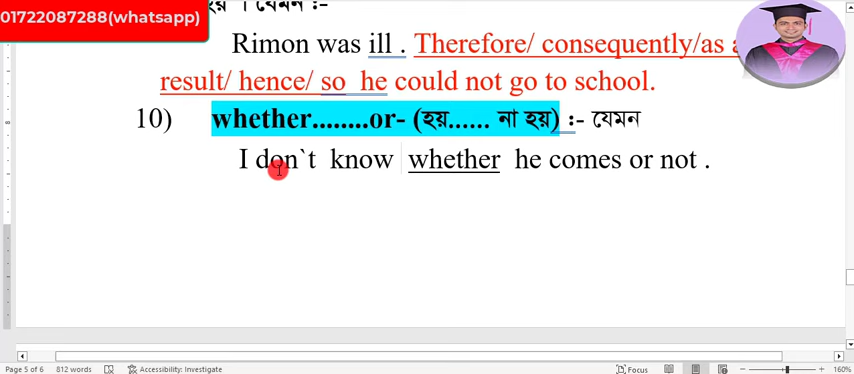 01722087288(whatsapp)
হয় । যেমন :-
Rimon was ill . Therefore/ consequently/as a
result/ hence/ so he could not go to school.
10) whether........or- (হয়...... না হয়) :- যেমন
I don`t know whether he comes or not .
Page 5 of 6 812 words Accessibility: Investigate Focus 160%